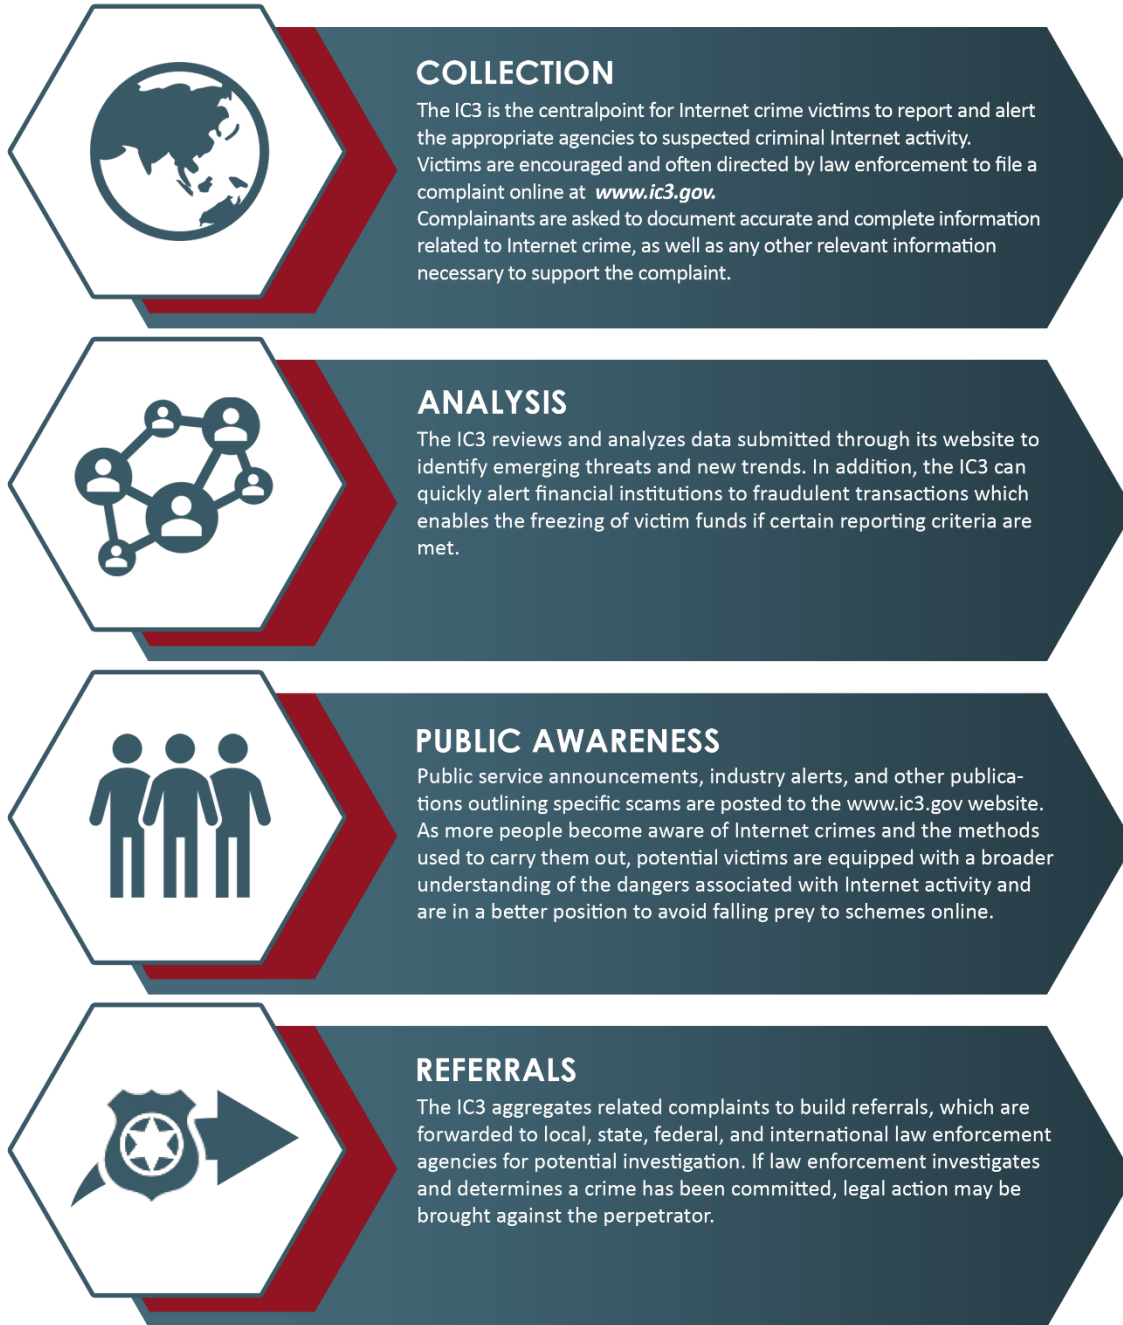 COLLECTION
The IC3 is the centralpoint for Internet crime victims to report and alert
the appropriate agencies to suspected criminal Internet activity.
Victims are encouraged and often directed by law enforcement to file a
complaint online at www.ic3.gov.
Complainants are asked to document accurate and complete information
related to Internet crime, as well as any other relevant information
necessary to support the complaint.
ANALYSIS
The IC3 reviews and analyzes data submitted through its website to
identify emerging threats and new trends. In addition, the IC3 can
quickly alert financial institutions to fraudulent transactions which
enables the freezing of victim funds if certain reporting criteria are
met.
PUBLIC AWARENESS
Public service announcements, industry alerts, and other publica-
tions outlining specific scams are posted to the www.ic3.gov website.
As more people become aware of Internet crimes and the methods
used to carry them out, potential victims are equipped with a broader
understanding of the dangers associated with Internet activity and
are in a better position to avoid falling prey to schemes online.
REFERRALS
The IC3 aggregates related complaints to build referrals, which are
forwarded to local, state, federal, and international law enforcement
agencies for potential investigation. If law enforcement investigates
and determines a crime has been committed, legal action may be
brought against the perpetrator.